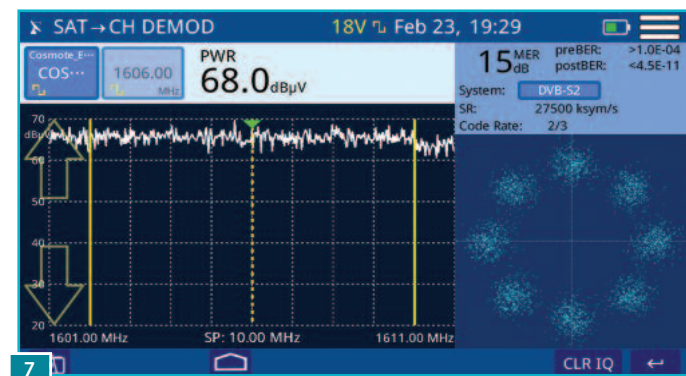 SAT→CH DEMOD
18V Feb 23, 19:29
Cosmote_E···
COS···
1606.00
MHz
PWR
68.0dBµV
15 MER dB
preBER: >1.0E-04
postBER: <4.5E-11
System: DVB-S2
SR: 27500 ksym/s
Code Rate: 2/3
70
dBµV
60
50
40
30
20
1601.00 MHz SP: 10.00 MHz 1611.00 MHz
7
CLR IQ